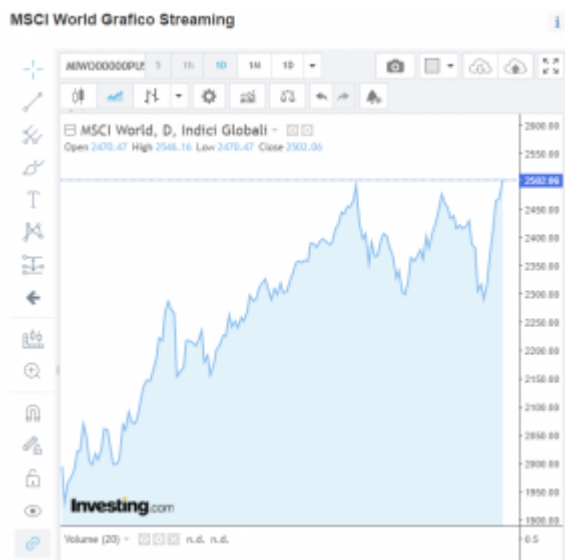 MSCI World Grafico Streaming
5 1h 1D 1M 1D
MSCI World, D, Indici Globali
Open 2470.47 High 2546.16 Low 2470.47 Close 2502.06
2600.00
2550.00
2502.06
2450.00
2400.00
2350.00
2300.00
2250.00
2200.00
2150.00
2100.00
2050.00
2000.00
1950.00
1900.00
Investing.com
Volume (20) n.d. n.d.
0.5